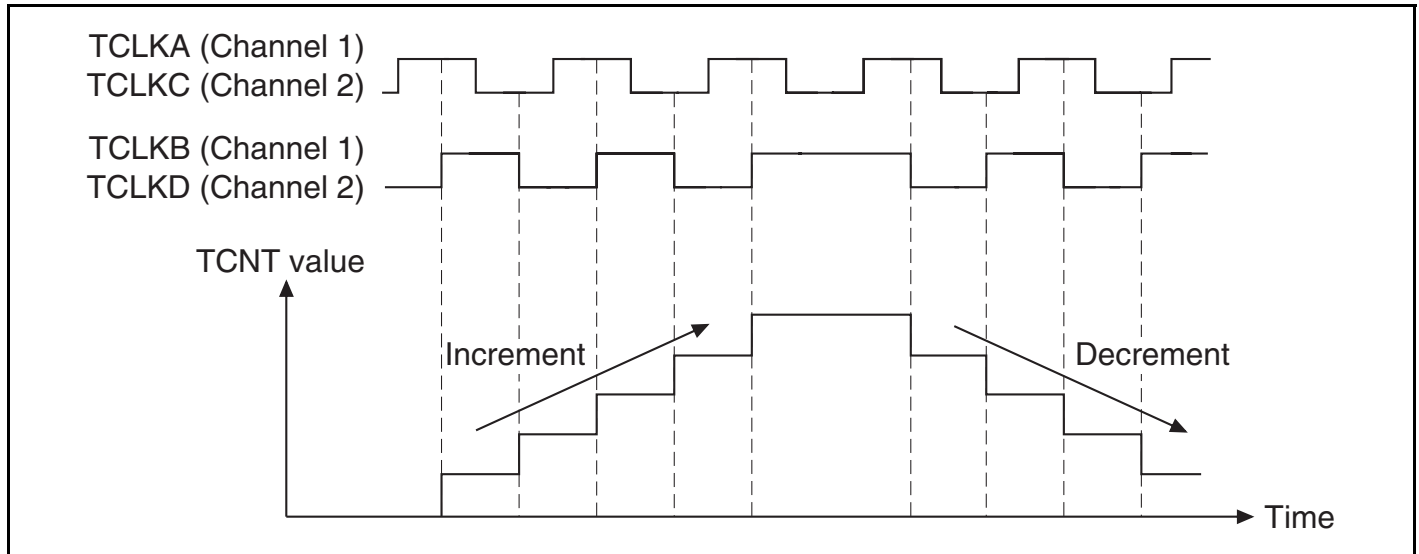 TCLKA (Channel 1)
TCLKC (Channel 2)
TCLKB (Channel 1)
TCLKD (Channel 2)
TCNT value
Increment
Decrement
Time